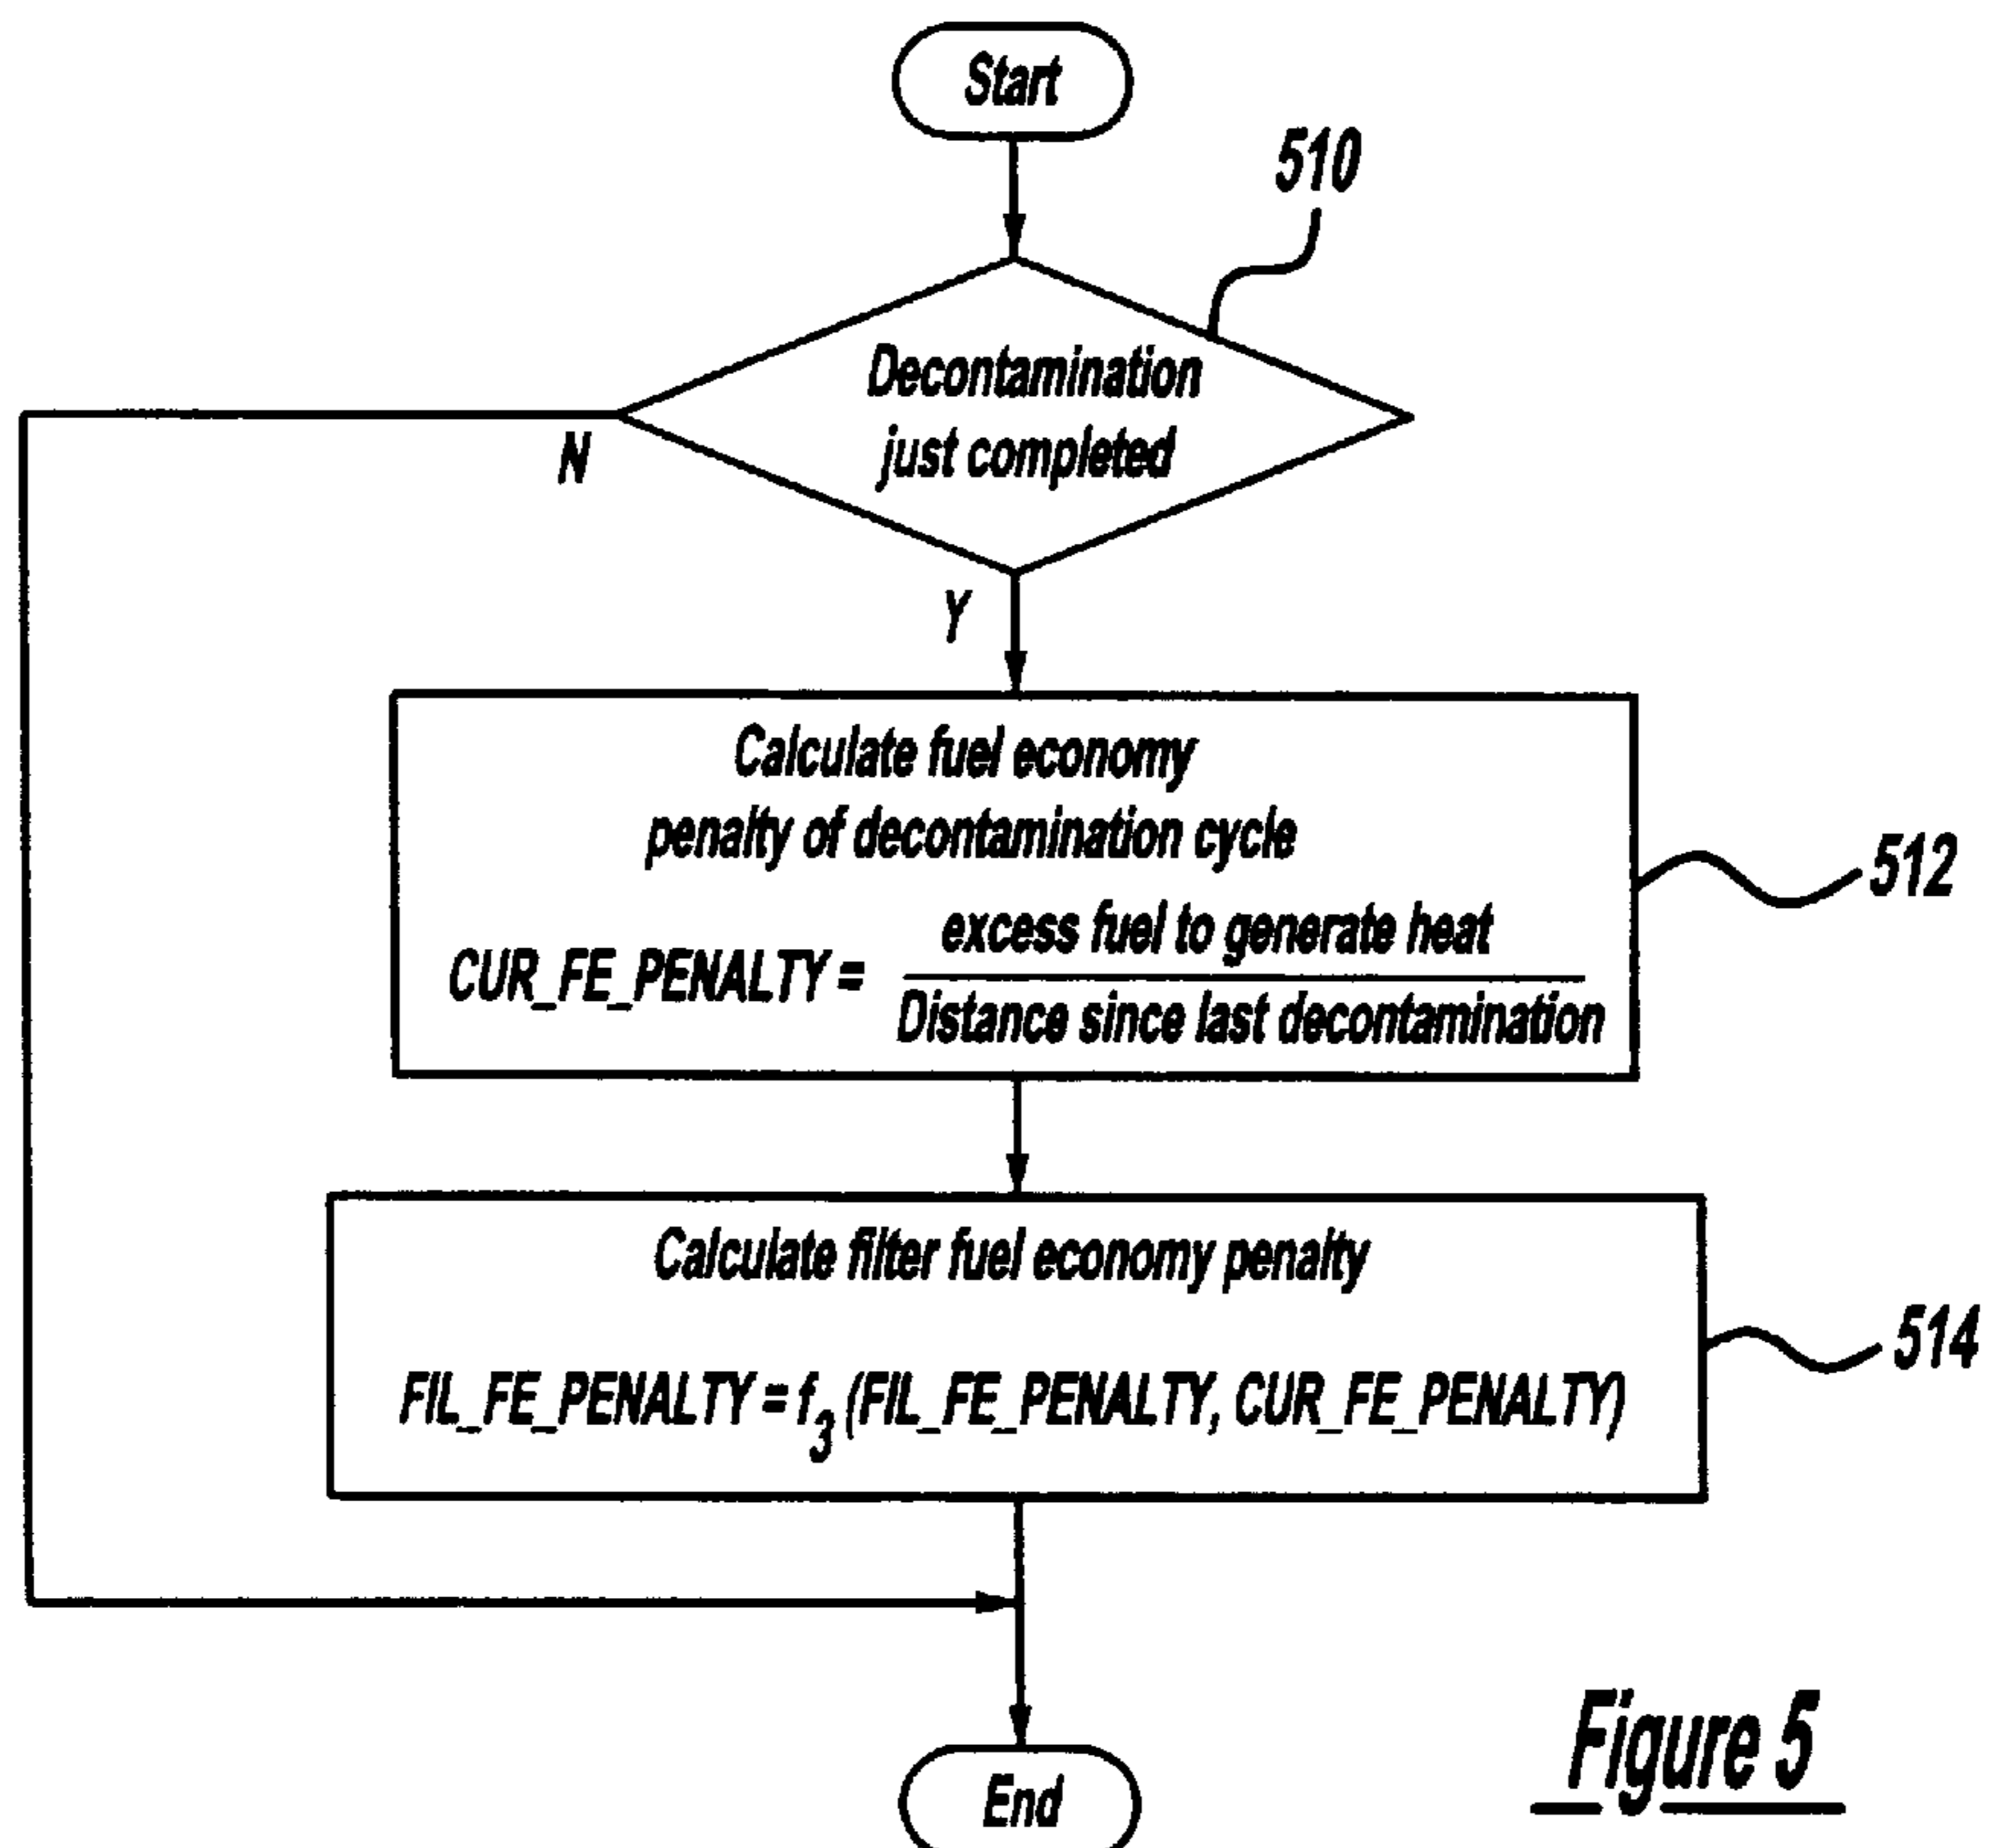 Start
510
Decontamination
just completed
N
Y
Calculate fuel economy
penalty of decontamination cycle
CUR_FE_PENALTY = excess fuel to generate heat
Distance since last decontamination
512
Calculate filter fuel economy penalty
514
FIL_FE_PENALTY = f3 (FIL_FE_PENALTY, CUR_FE_PENALTY)
End
Figure 5